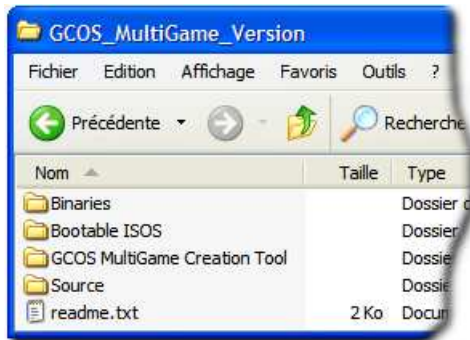 GCOS_MultiGame_Version
Fichier Edition Affichage Favoris Outils ?
Précédente Recherche
Nom Taille Type
Binaries Dossier
Bootable ISOS Dossier
GCOS MultiGame Creation Tool Dossie
Source Dossie
readme.txt 2 Ko Docum